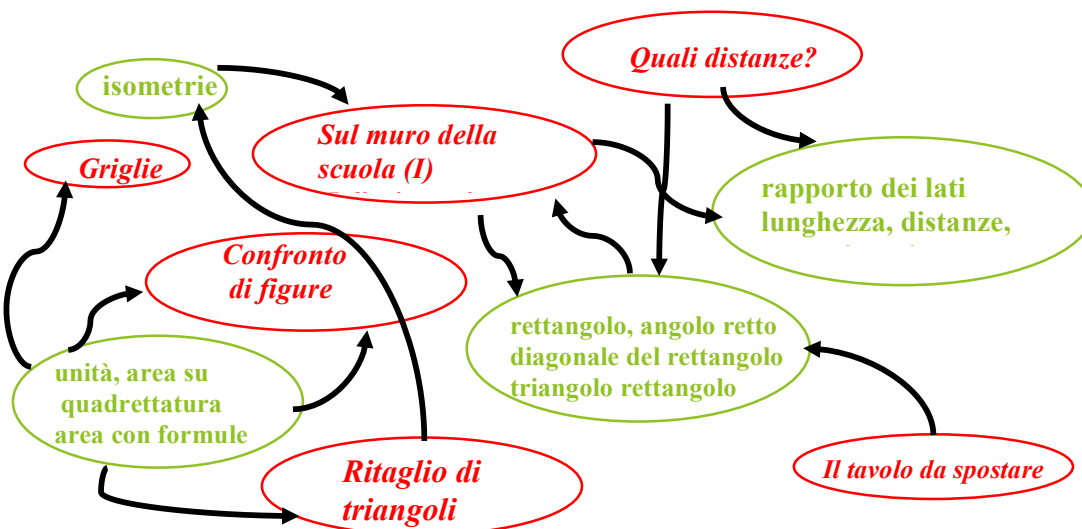 Quali distanze?
isometrie
Sul muro della
scuola (I)
Griglie
rapporto dei lati
lunghezza, distanze,
Confronto
di figure
rettangolo, angolo retto
diagonale del rettangolo
triangolo rettangolo
unità, area su
quadrettatura
area con formule
Ritaglio di
triangoli
Il tavolo da spostare